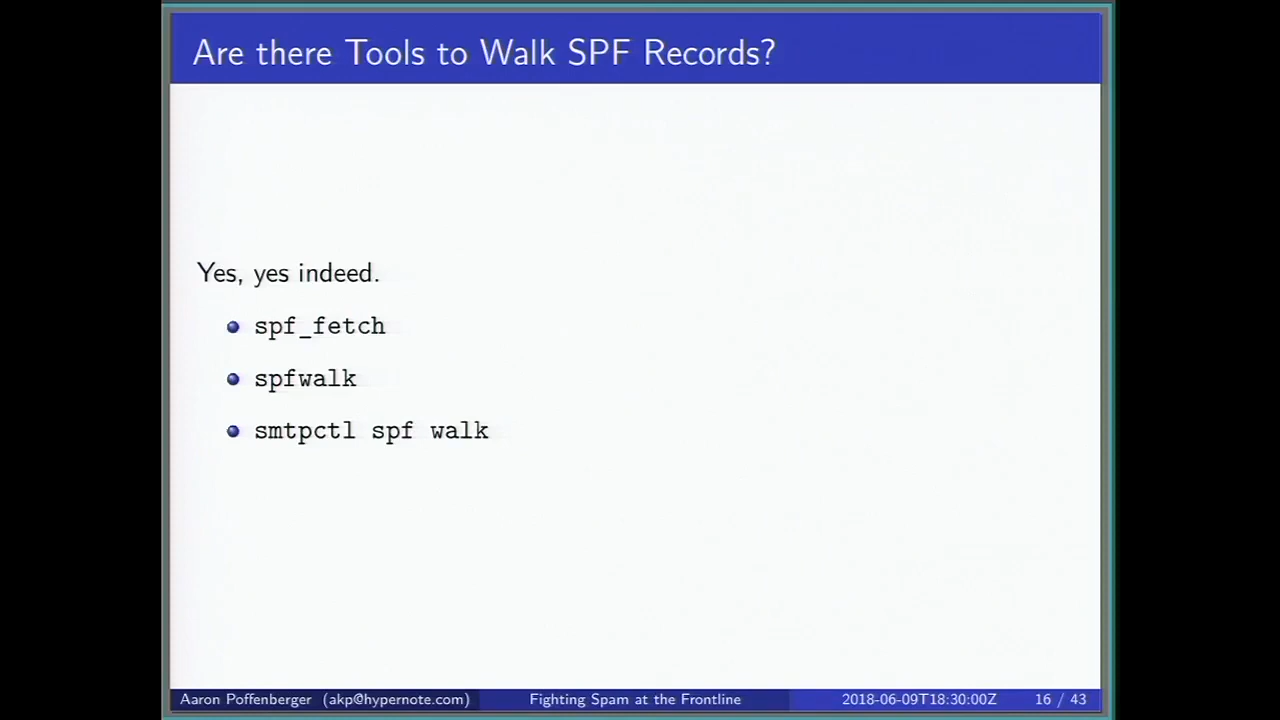 Are there Tools to Walk SPF Records?
Yes, yes indeed.
spf_fetch
spfwalk
smtpctl spf walk
Aaron Poffenberger (akp@hypernote.com) Fighting Spam at the Frontline 2018-06-09T18:30:00Z 16 / 43